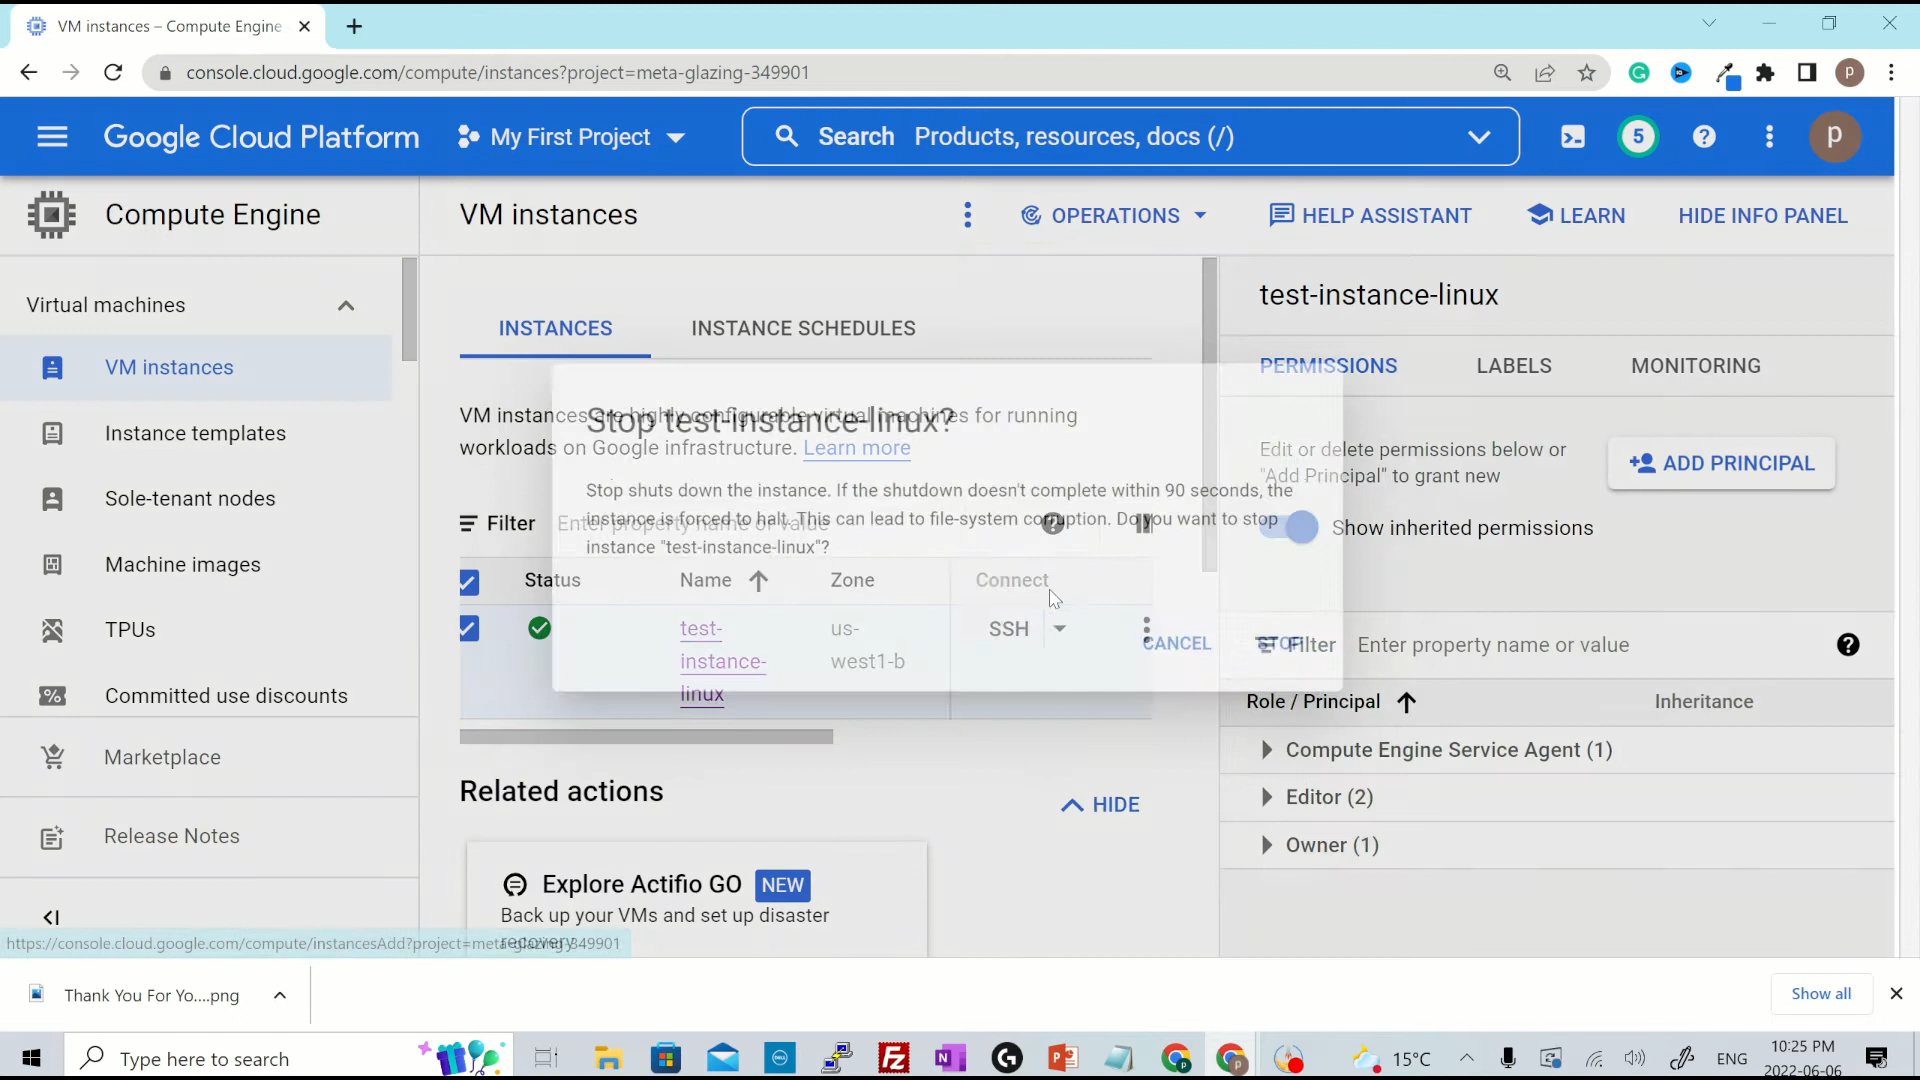 VM instances – Compute Engine
console.cloud.google.com/compute/instances?project=meta-glazing-349901
P
Google Cloud Platform
My First Project
Search Products, resources, docs (/)
5
p
Compute Engine
VM instances
OPERATIONS
HELP ASSISTANT
LEARN
HIDE INFO PANEL
Virtual machines
VM instances
Instance templates
Sole-tenant nodes
Machine images
TPUs
Committed use discounts
Marketplace
Release Notes
INSTANCES
INSTANCE SCHEDULES
VM instances are highly configurable virtual machines for running
workloads on Google infrastructure. Learn more
Filter Enter property name or value
Status
Name
Zone
Connect
test-
instance-
linux
us-
west1-b
SSH
Stop test-instance-linux?
Stop shuts down the instance. If the shutdown doesn't complete within 90 seconds, the
instance is forced to halt. This can lead to file-system corruption. Do you want to stop
instance "test-instance-linux"?
CANCEL
STOP
Related actions
HIDE
Explore Actifio GO NEW
Back up your VMs and set up disaster
recovery
test-instance-linux
PERMISSIONS
LABELS
MONITORING
Edit or delete permissions below or
"Add Principal" to grant new
ADD PRINCIPAL
Show inherited permissions
Filter Enter property name or value
Role / Principal
Inheritance
Compute Engine Service Agent (1)
Editor (2)
Owner (1)
https://console.cloud.google.com/compute/instancesAdd?project=meta-glazing-349901
Thank You For Yo....png
Show all
Type here to search
15°C
ENG
10:25 PM
2022-06-06